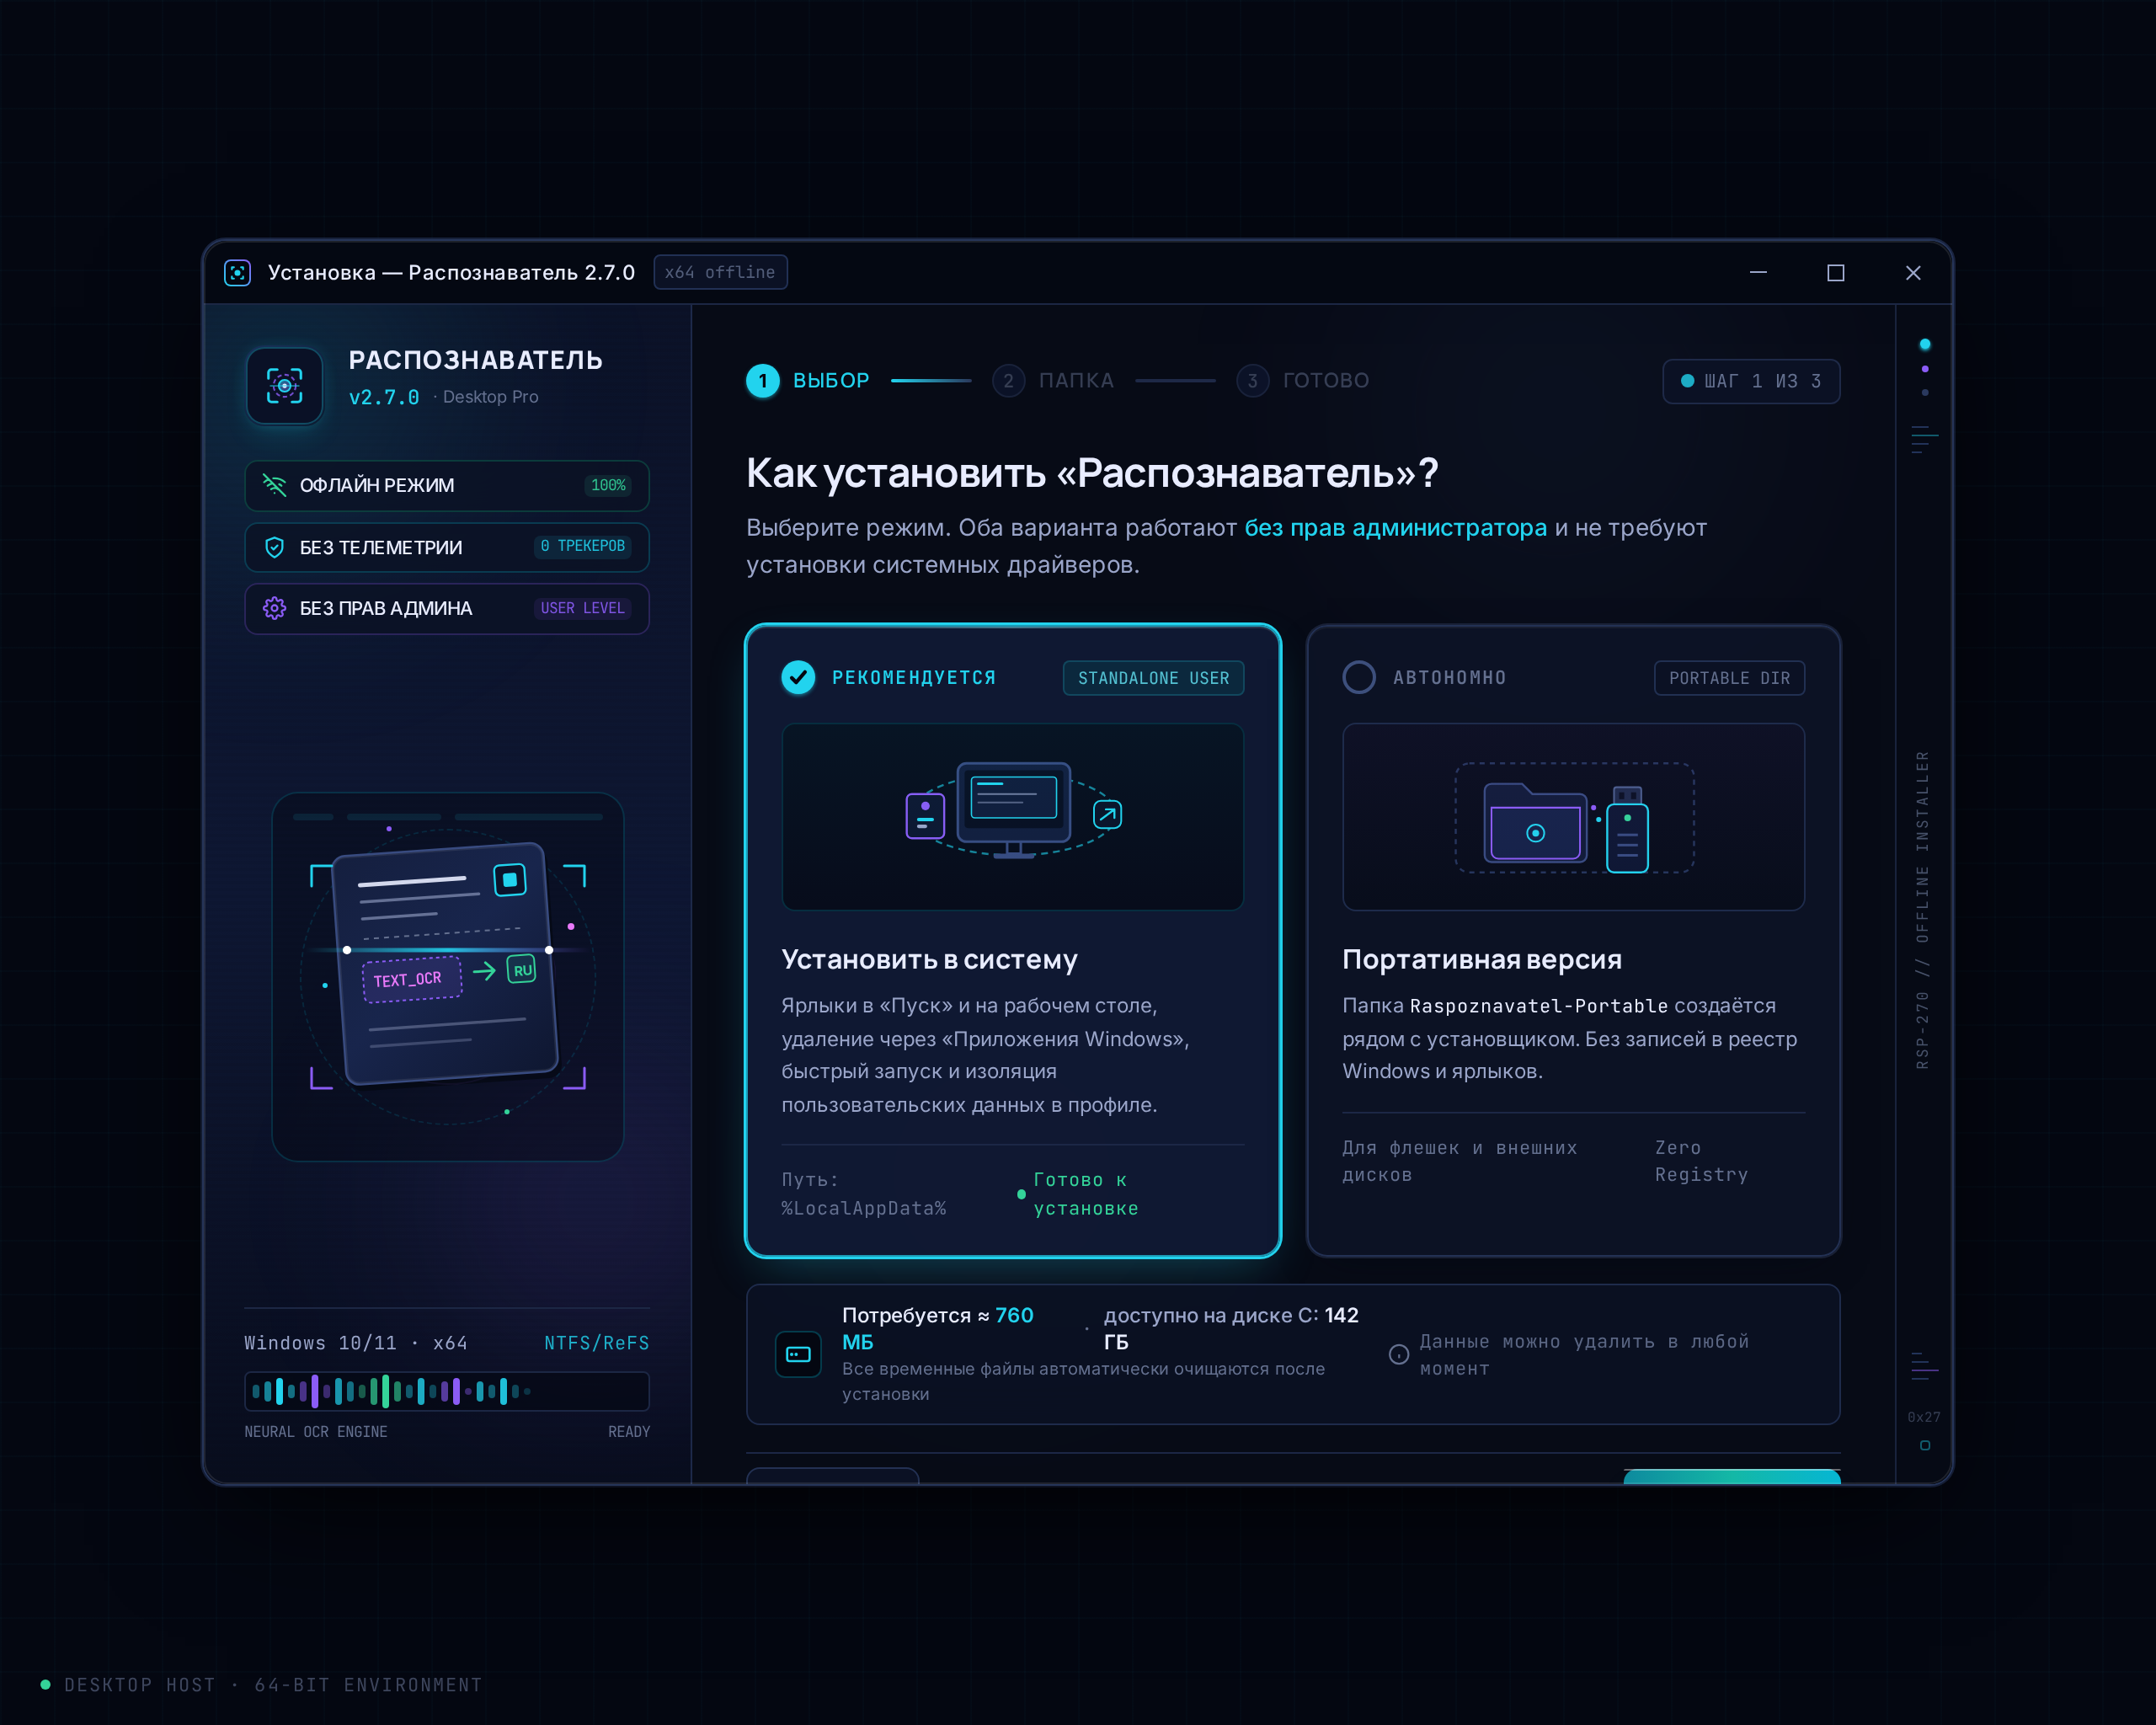 Установка — Распознаватель 2.7.0
x64 offline
РАСПОЗНАВАТЕЛЬ
v2.7.0 · Desktop Pro
ОФЛАЙН РЕЖИМ
100%
БЕЗ ТЕЛЕМЕТРИИ
0 ТРЕКЕРОВ
БЕЗ ПРАВ АДМИНА
USER LEVEL
TEXT_OCR
RU
Windows 10/11 · x64
NTFS/ReFS
NEURAL OCR ENGINE
READY
1 ВЫБОР
2 ПАПКА
3 ГОТОВО
ШАГ 1 ИЗ 3
Как установить «Распознаватель»?
Выберите режим. Оба варианта работают без прав администратора и не требуют
установки системных драйверов.
РЕКОМЕНДУЕТСЯ
STANDALONE USER
Установить в систему
Ярлыки в «Пуск» и на рабочем столе,
удаление через «Приложения Windows»,
быстрый запуск и изоляция
пользовательских данных в профиле.
Путь:
%LocalAppData%
Готово к
установке
АВТОНОМНО
PORTABLE DIR
Портативная версия
Папка Raspoznavatel-Portable создаётся
рядом с установщиком. Без записей в реестр
Windows и ярлыков.
Для флешек и внешних
дисков
Zero
Registry
Потребуется ≈ 760
МБ
·
доступно на диске C: 142
ГБ
Все временные файлы автоматически очищаются после
установки
Данные можно удалить в любой
момент
RSP-270 // OFFLINE INSTALLER
0x27
DESKTOP HOST · 64-BIT ENVIRONMENT